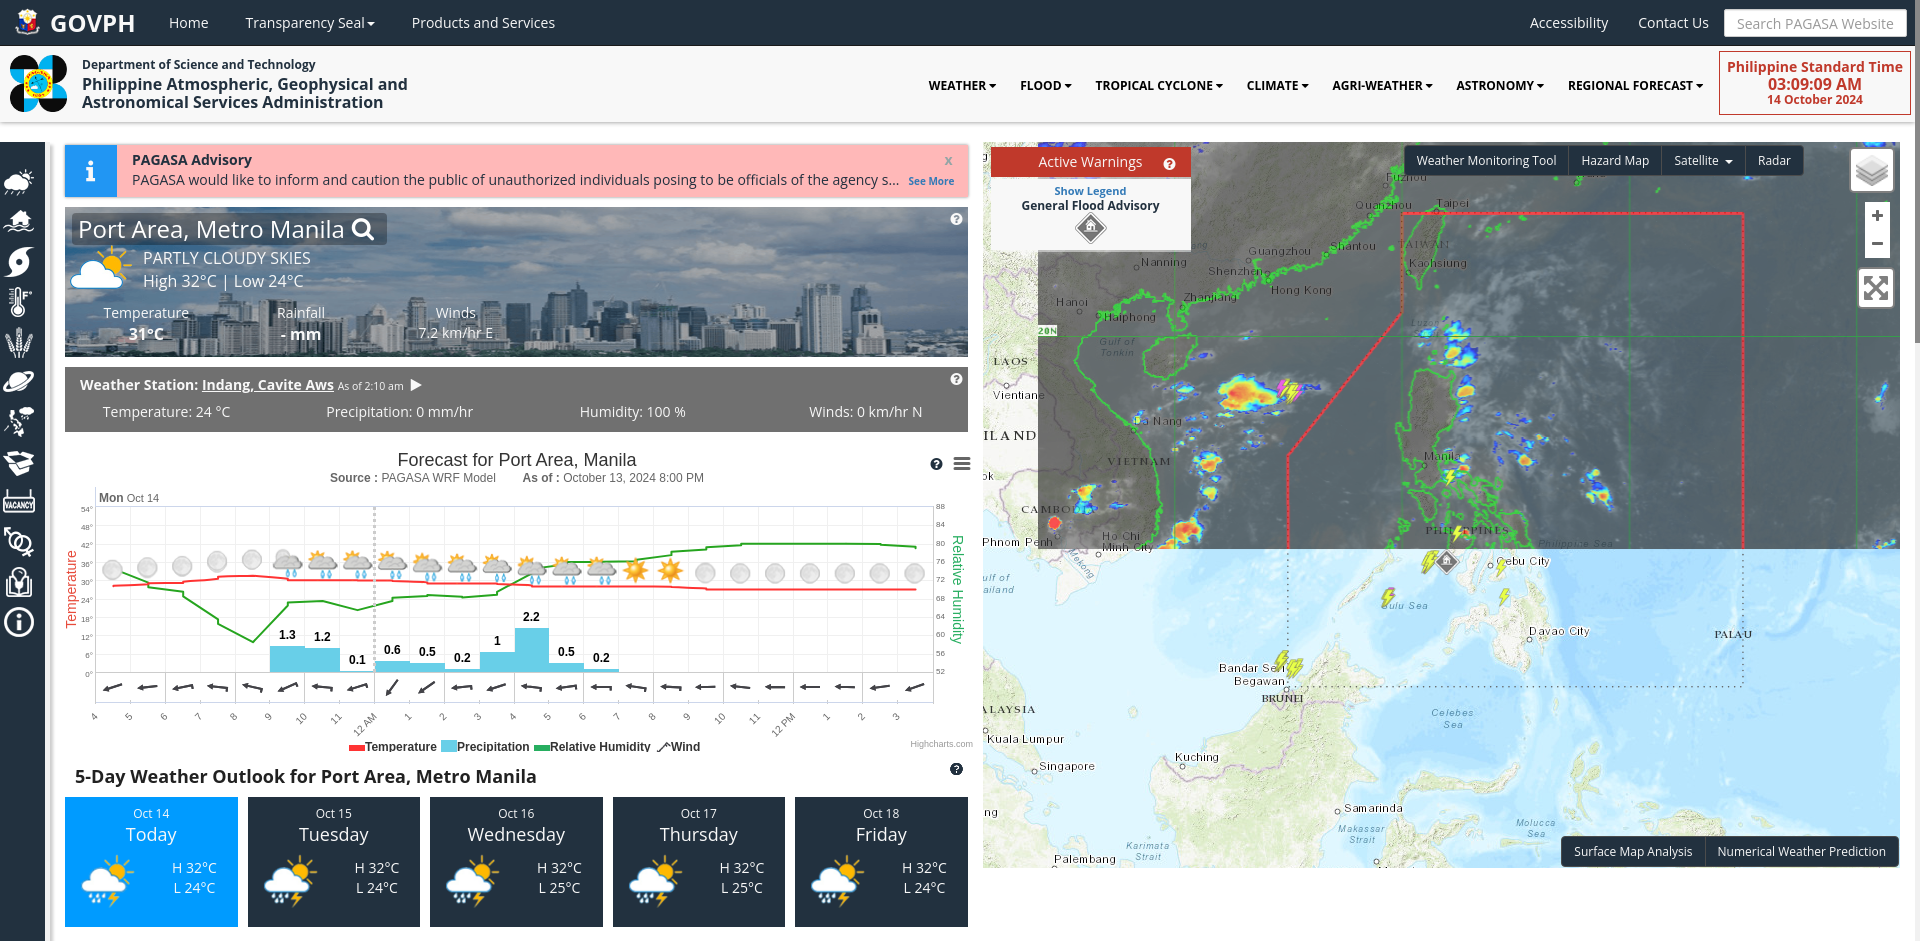 GOVPH
Home
Transparency Seal
Products and Services
Accessibility
Contact Us
Search PAGASA Website
Department of Science and Technology
Philippine Atmospheric, Geophysical and
Astronomical Services Administration
WEATHER
FLOOD
TROPICAL CYCLONE
CLIMATE
AGRI-WEATHER
ASTRONOMY
REGIONAL FORECAST
Philippine Standard Time
03:09:09 AM
14 October 2024
VACANCY
PAGASA Advisory
x
PAGASA would like to inform and caution the public of unauthorized individuals posing to be officials of the agency s... See More
Port Area, Metro Manila
PARTLY CLOUDY SKIES
High 32°C | Low 24°C
Temperature
Rainfall
Winds
31°C
- mm
7.2 km/hr E
Weather Station: Indang, Cavite Aws As of 2:10 am
Temperature: 24 °C
Precipitation: 0 mm/hr
Humidity: 100 %
Winds: 0 km/hr N
Forecast for Port Area, Manila
Source : PAGASA WRF Model As of : October 13, 2024 8:00 PM
Mon Oct 14
54°
48°
42°
36°
30°
24°
18°
12°
6°
0°
Temperature
88
84
80
76
72
68
64
60
56
52
Relative Humidity
1.3
1.2
0.1
0.6
0.5
0.2
1
2.2
0.5
0.2
4 5 6 7 8 9 10 11 12 AM 1 2 3 4 5 6 7 8 9 10 11 12 PM 1 2 3
Temperature Precipitation Relative Humidity Wind
Highcharts.com
5-Day Weather Outlook for Port Area, Metro Manila
Oct 14
Today
H 32°C
L 24°C
Oct 15
Tuesday
H 32°C
L 24°C
Oct 16
Wednesday
H 32°C
L 25°C
Oct 17
Thursday
H 32°C
L 25°C
Oct 18
Friday
H 32°C
L 24°C
Active Warnings
Show Legend
General Flood Advisory
Weather Monitoring Tool
Hazard Map
Satellite
Radar
+
−
Fuzhou
Quanzhou
Taipei
TAIWAN
Kaohsiung
Guangzhou
Shantou
Nanning
Shenzhen
Hong Kong
Zhanjiang
Hanoi
Haiphong
20N
Gulf of
Tonkin
LAOS
Vientiane
ILAND
Da Nang
VIETNAM
Manila
ok
CAMBO
Phnom Penh
Ho Chi
Minh City
Mekong
PHILIPPINES
Philippine Sea
ulf of
ailand
Cebu City
Sulu Sea
Davao City
PALAU
Bandar Seri
Begawan
BRUNEI
ALAYSIA
Celebes
Sea
Kuala Lumpur
Kuching
Singapore
Samarinda
ng
Makassar
Strait
Molucca
Sea
Karimata
Strait
Palembang
Surface Map Analysis
Numerical Weather Prediction